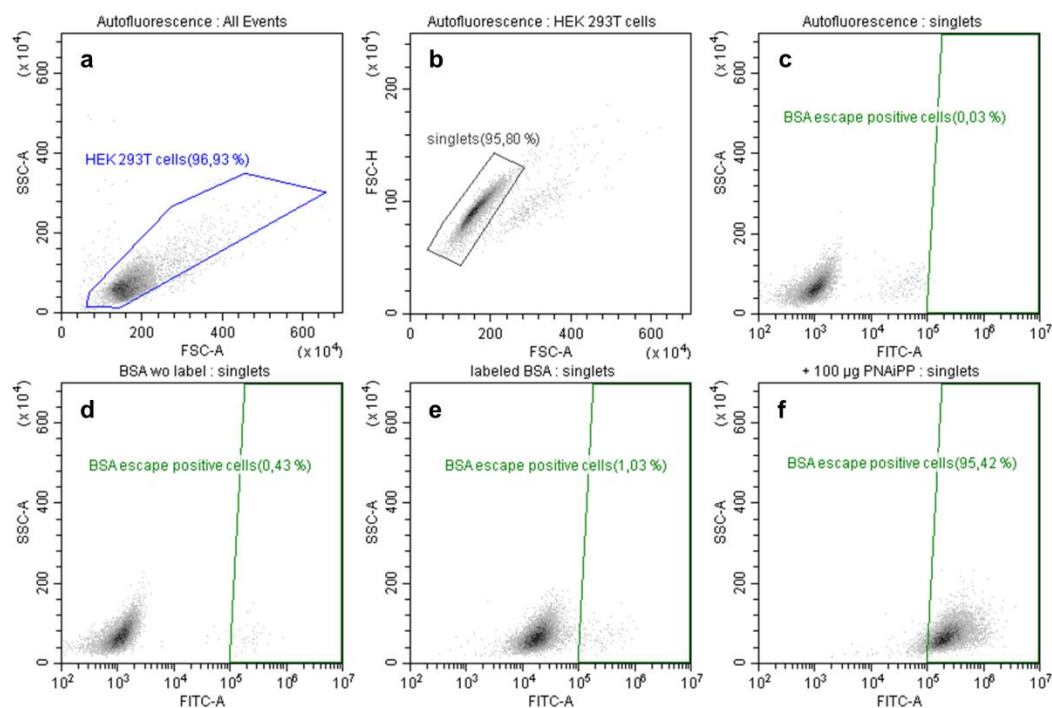 Autofluorescence : All Events
a
(x 10⁴)
600
400
200
0
SSC-A
HEK 293T cells(96,93 %)
0 200 400 600
FSC-A
(x 10⁴)
Autofluorescence : HEK 293T cells
b
(x 10⁴)
200
100
0
FSC-H
singlets(95,80 %)
0 200 400 600
FSC-A
(x 10⁴)
Autofluorescence : singlets
c
(x 10⁴)
600
400
200
0
SSC-A
BSA escape positive cells(0,03 %)
10² 10³ 10⁴ 10⁵ 10⁶ 10⁷
FITC-A
BSA wo label : singlets
d
(x 10⁴)
600
400
200
0
SSC-A
BSA escape positive cells(0,43 %)
10² 10³ 10⁴ 10⁵ 10⁶ 10⁷
FITC-A
labeled BSA : singlets
e
(x 10⁴)
600
400
200
0
SSC-A
BSA escape positive cells(1,03 %)
10² 10³ 10⁴ 10⁵ 10⁶ 10⁷
FITC-A
+ 100 µg PNAiPP : singlets
f
(x 10⁴)
600
400
200
0
SSC-A
BSA escape positive cells(95,42 %)
10² 10³ 10⁴ 10⁵ 10⁶ 10⁷
FITC-A